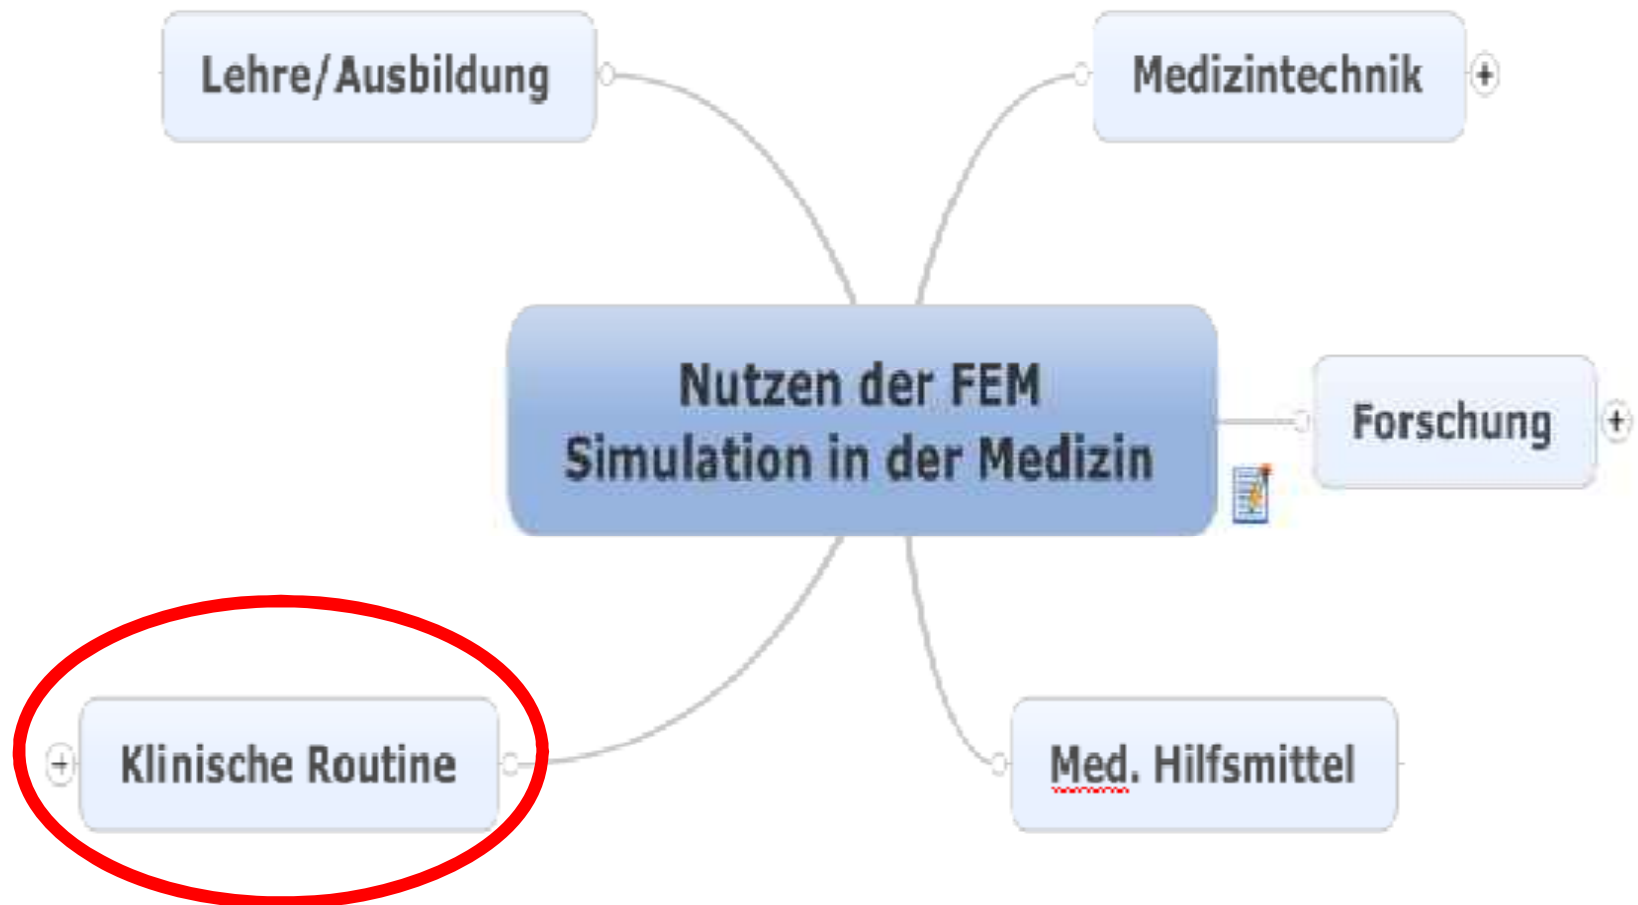 Lehre/Ausbildung
Medizintechnik
Nutzen der FEM
Simulation in der Medizin
Forschung
Klinische Routine
Med. Hilfsmittel